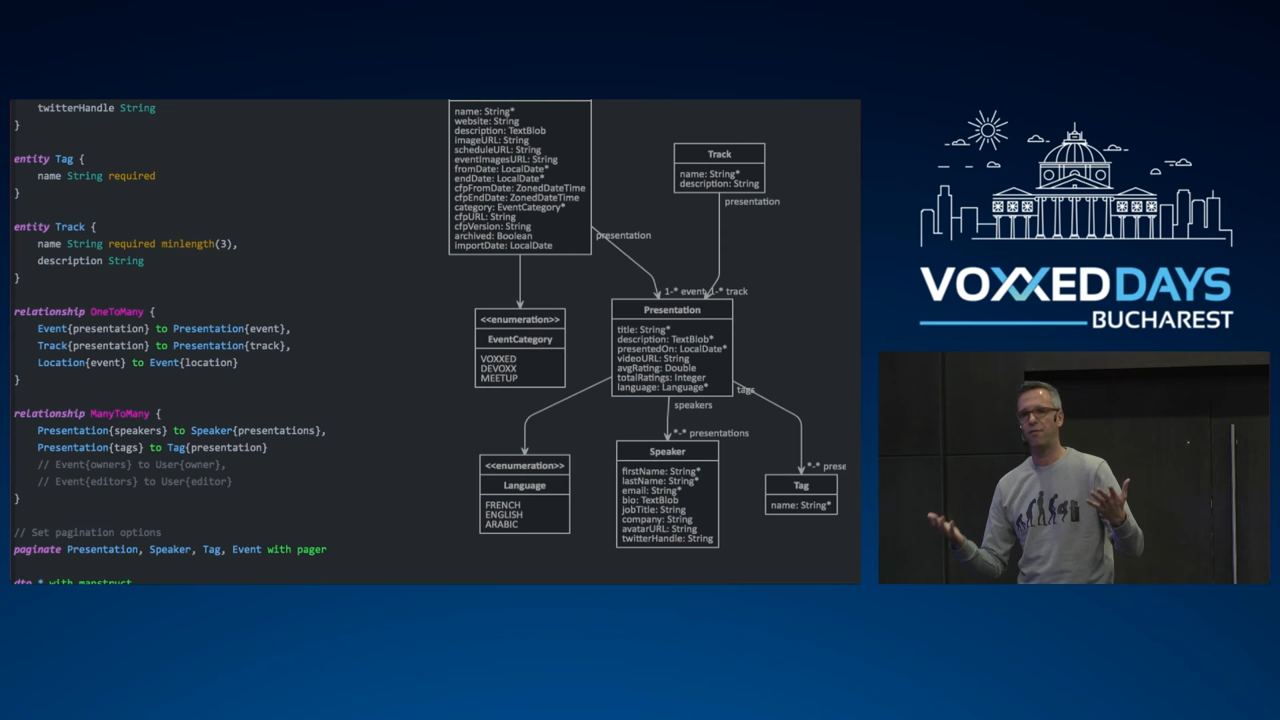 twitterHandle String
}
entity Tag {
name String required
}
entity Track {
name String required minlength(3),
description String
}
relationship OneToMany {
Event{presentation} to Presentation{event},
Track{presentation} to Presentation{track},
Location{event} to Event{location}
}
relationship ManyToMany {
Presentation{speakers} to Speaker{presentations},
Presentation{tags} to Tag{presentation}
// Event{owners} to User{owner},
// Event{editors} to User{editor}
}
// Set pagination options
paginate Presentation, Speaker, Tag, Event with pager
dto * with mapstruct
name: String*
website: String
description: TextBlob
imageURL: String
scheduleURL: String
eventImagesURL: String
fromDate: LocalDate*
endDate: LocalDate*
cfpFromDate: ZonedDateTime
cfpEndDate: ZonedDateTime
category: EventCategory*
cfpURL: String
cfpVersion: String
archived: Boolean
importDate: LocalDate
Track
name: String*
description: String
presentation
presentation
1-* event
1-* track
<<enumeration>>
EventCategory
VOXXED
DEVOXX
MEETUP
Presentation
title: String*
description: TextBlob*
presentedOn: LocalDate*
videoURL: String
avgRating: Double
totalRatings: Integer
language: Language*
tags
speakers
*-* presentations
*-* prese
<<enumeration>>
Language
FRENCH
ENGLISH
ARABIC
Speaker
firstName: String*
lastName: String*
email: String*
bio: TextBlob
jobTitle: String
company: String
avatarURL: String
twitterHandle: String
Tag
name: String*
VOXXED DAYS
BUCHAREST